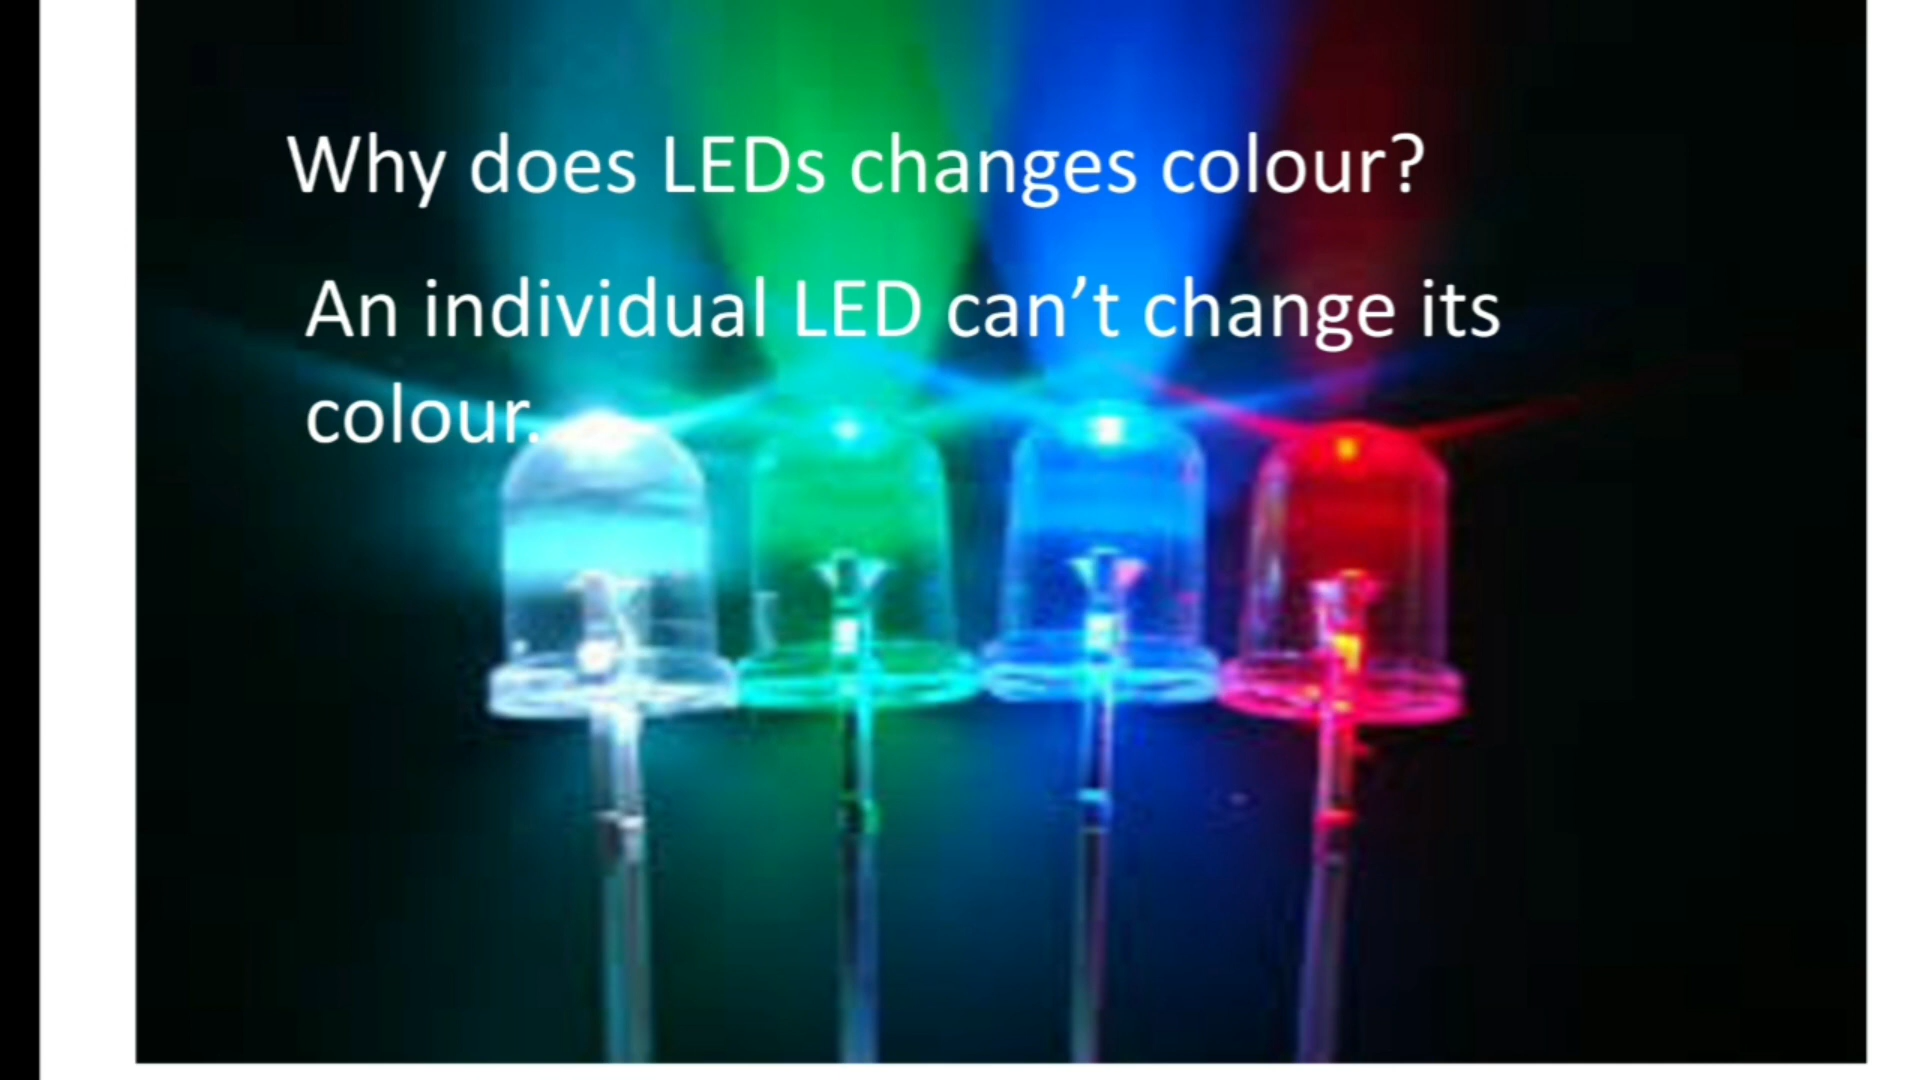 Why does LEDs changes colour?
An individual LED can’t change its
colour.